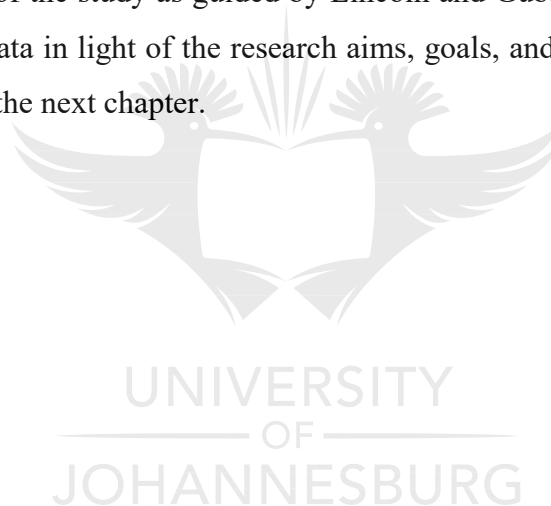 of the study as guided by Lincoln and Guba
ata in light of the research aims, goals, and
the next chapter.
UNIVERSITY
OF
JOHANNESBURG